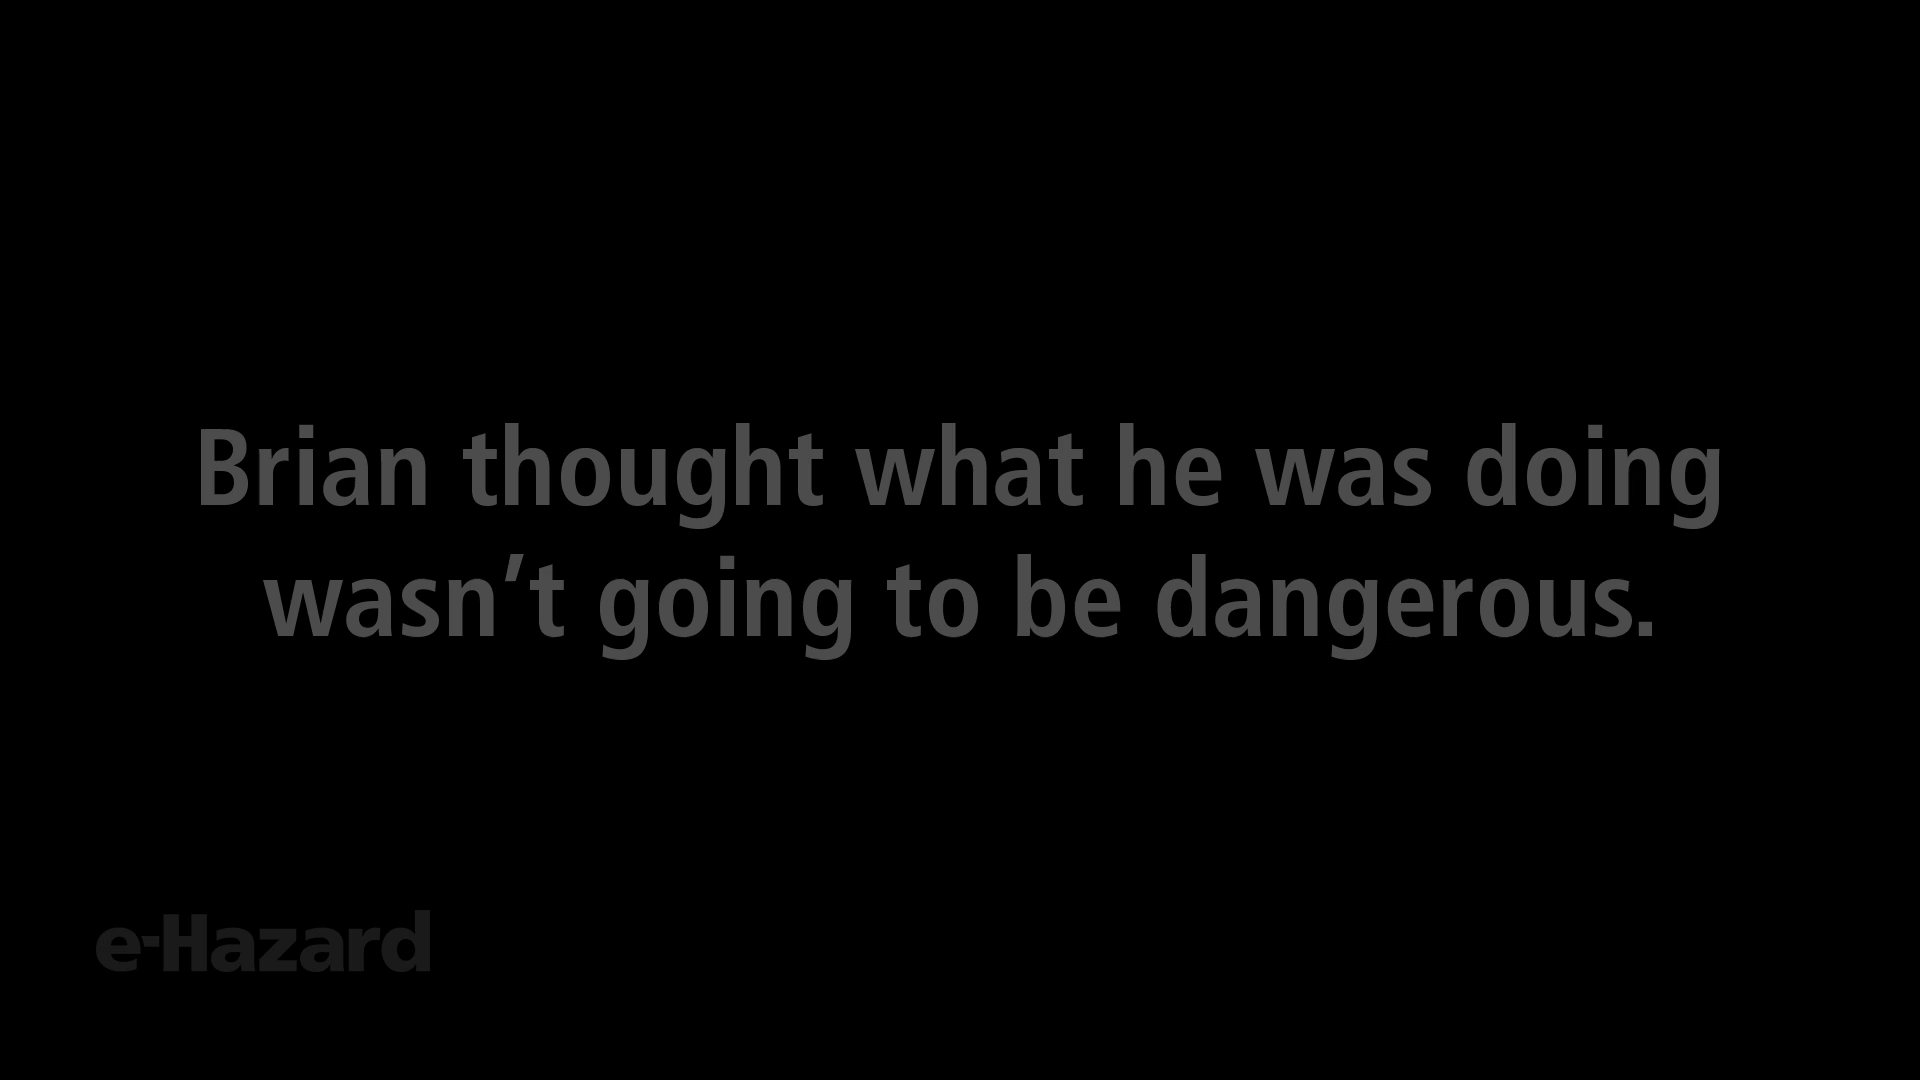 Brian thought what he was doing
wasn’t going to be dangerous.
e-Hazard